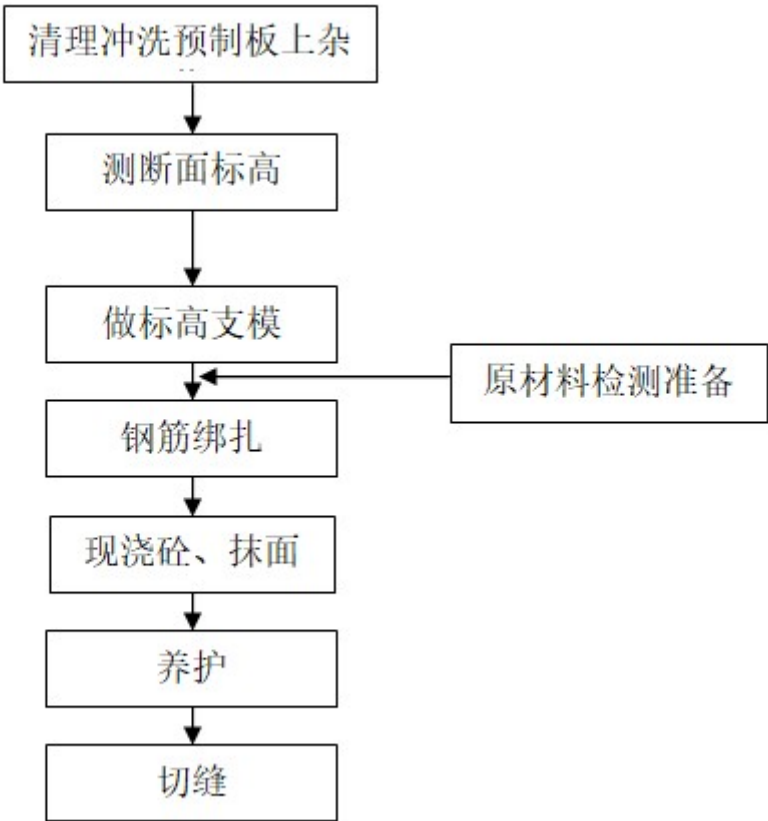 清理冲洗预制板上杂
测断面标高
做标高支模
原材料检测准备
钢筋绑扎
现浇砼、抹面
养护
切缝